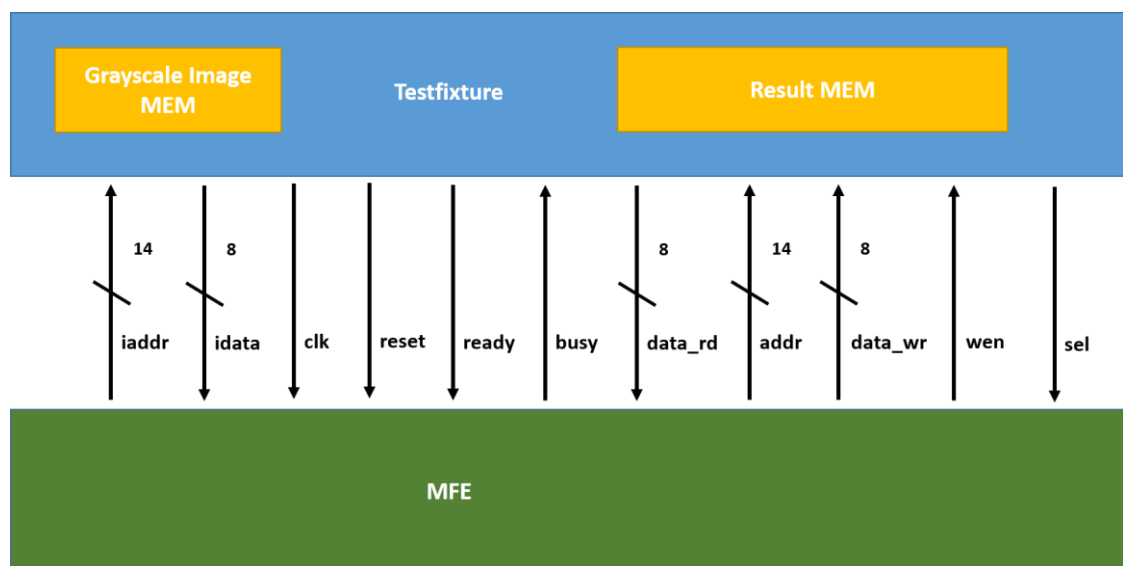 Grayscale Image
MEM
Testfixture
Result MEM
14
8
8
14
8
iaddr
idata
clk
reset
ready
busy
data_rd
addr
data_wr
wen
sel
MFE